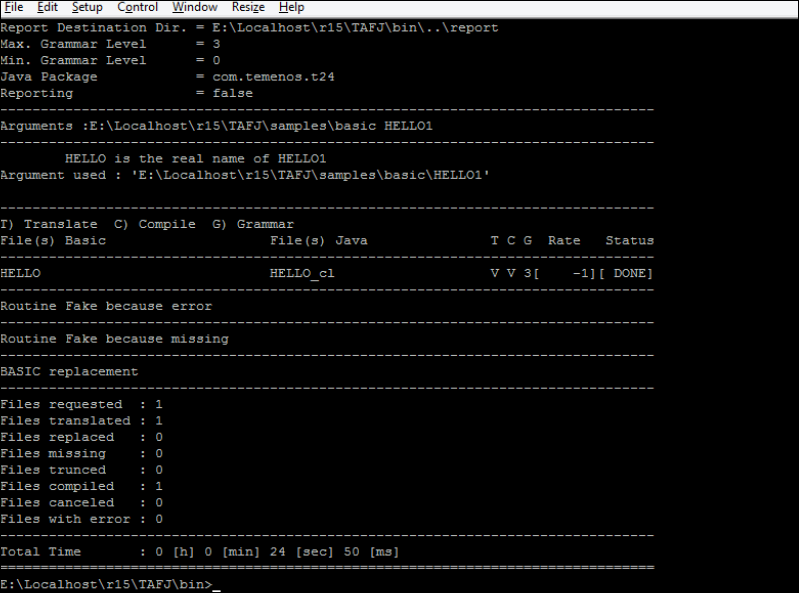 File Edit Setup Control Window Resize Help
Report Destination Dir. = E:\Localhost\r15\TAFJ\bin\..\report
Max. Grammar Level      = 3
Min. Grammar Level      = 0
Java Package            = com.temenos.t24
Reporting               = false
--------------------------------------------------------------------------------
Arguments :E:\Localhost\r15\TAFJ\samples\basic HELLO1
--------------------------------------------------------------------------------
        HELLO is the real name of HELLO1
Argument used : 'E:\Localhost\r15\TAFJ\samples\basic\HELLO1'
--------------------------------------------------------------------------------
T) Translate  C) Compile  G) Grammar
File(s) Basic                    File(s) Java               T C G  Rate   Status
--------------------------------------------------------------------------------
HELLO                            HELLO_cl                   V V 3[    -1][ DONE]
--------------------------------------------------------------------------------
Routine Fake because error
--------------------------------------------------------------------------------
Routine Fake because missing
--------------------------------------------------------------------------------
BASIC replacement
--------------------------------------------------------------------------------
Files requested  : 1
Files translated : 1
Files replaced   : 0
Files missing    : 0
Files trunced    : 0
Files compiled   : 1
Files canceled   : 0
Files with error : 0
--------------------------------------------------------------------------------
Total Time       : 0 [h] 0 [min] 24 [sec] 50 [ms]
================================================================================
E:\Localhost\r15\TAFJ\bin>_